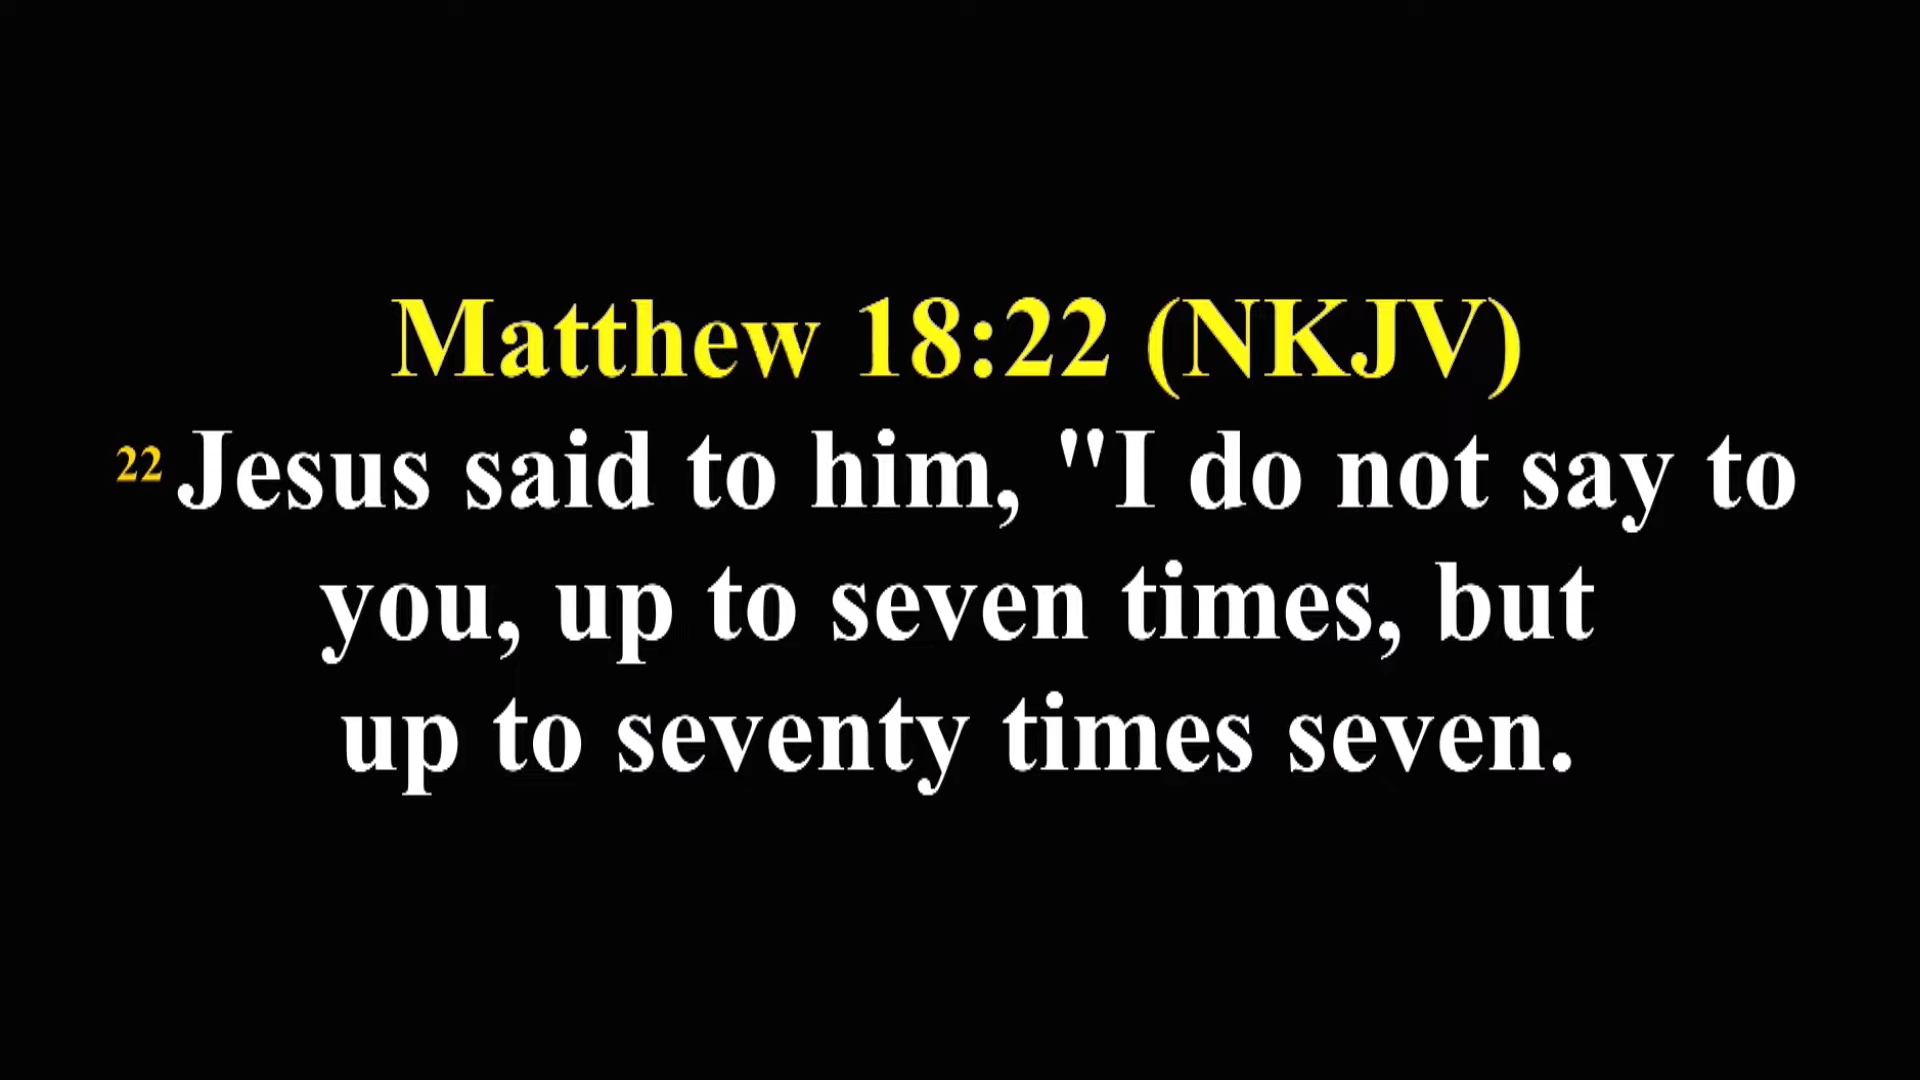 Matthew 18:22 (NKJV)
22 Jesus said to him, "I do not say to
you, up to seven times, but
up to seventy times seven.